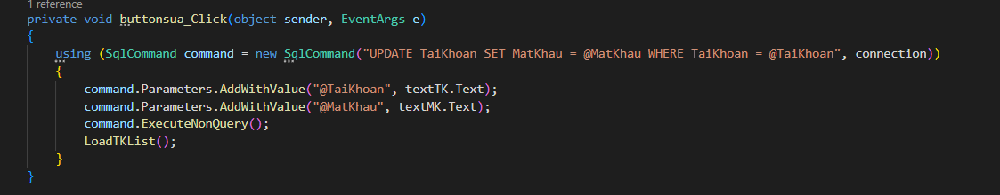 1 reference
private void buttonsua_Click(object sender, EventArgs e)
{
using (SqlCommand command = new SqlCommand("UPDATE TaiKhoan SET MatKhau = @MatKhau WHERE TaiKhoan = @TaiKhoan", connection))
{
command.Parameters.AddWithValue("@TaiKhoan", textTK.Text);
command.Parameters.AddWithValue("@MatKhau", textMK.Text);
command.ExecuteNonQuery();
LoadTKList();
}
}